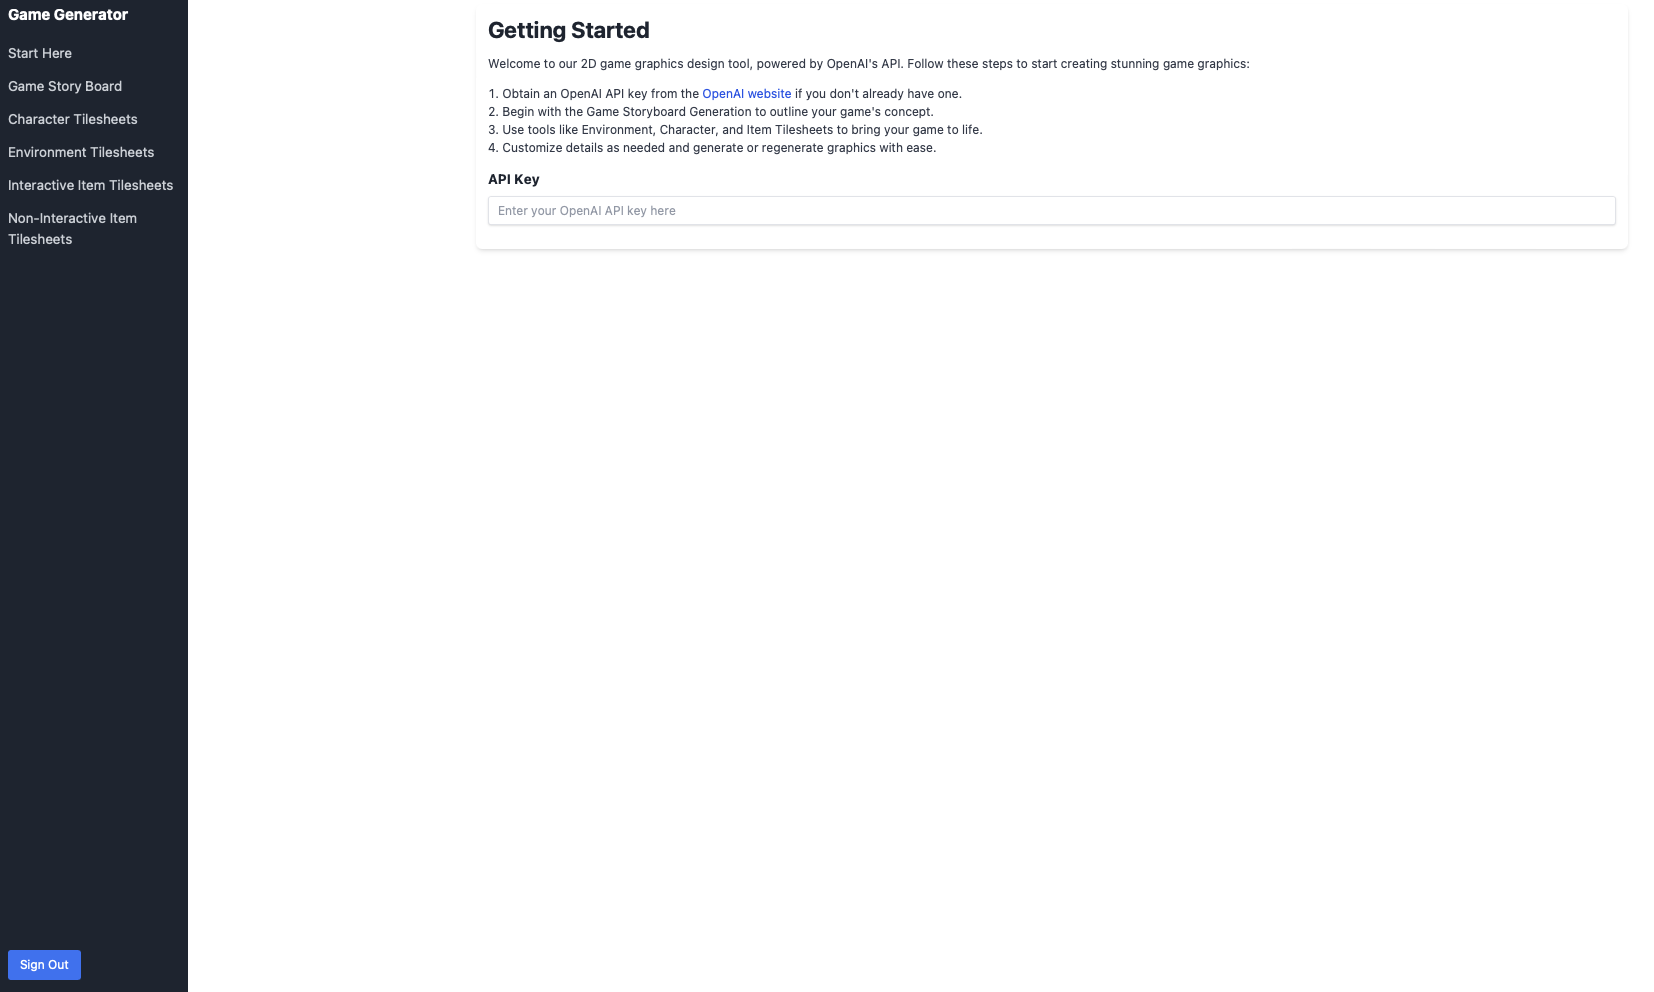 Game Generator
Start Here
Game Story Board
Character Tilesheets
Environment Tilesheets
Interactive Item Tilesheets
Non-Interactive Item
Tilesheets
Sign Out
Getting Started
Welcome to our 2D game graphics design tool, powered by OpenAI's API. Follow these steps to start creating stunning game graphics:
1. Obtain an OpenAI API key from the OpenAI website if you don't already have one.
2. Begin with the Game Storyboard Generation to outline your game's concept.
3. Use tools like Environment, Character, and Item Tilesheets to bring your game to life.
4. Customize details as needed and generate or regenerate graphics with ease.
API Key
Enter your OpenAI API key here